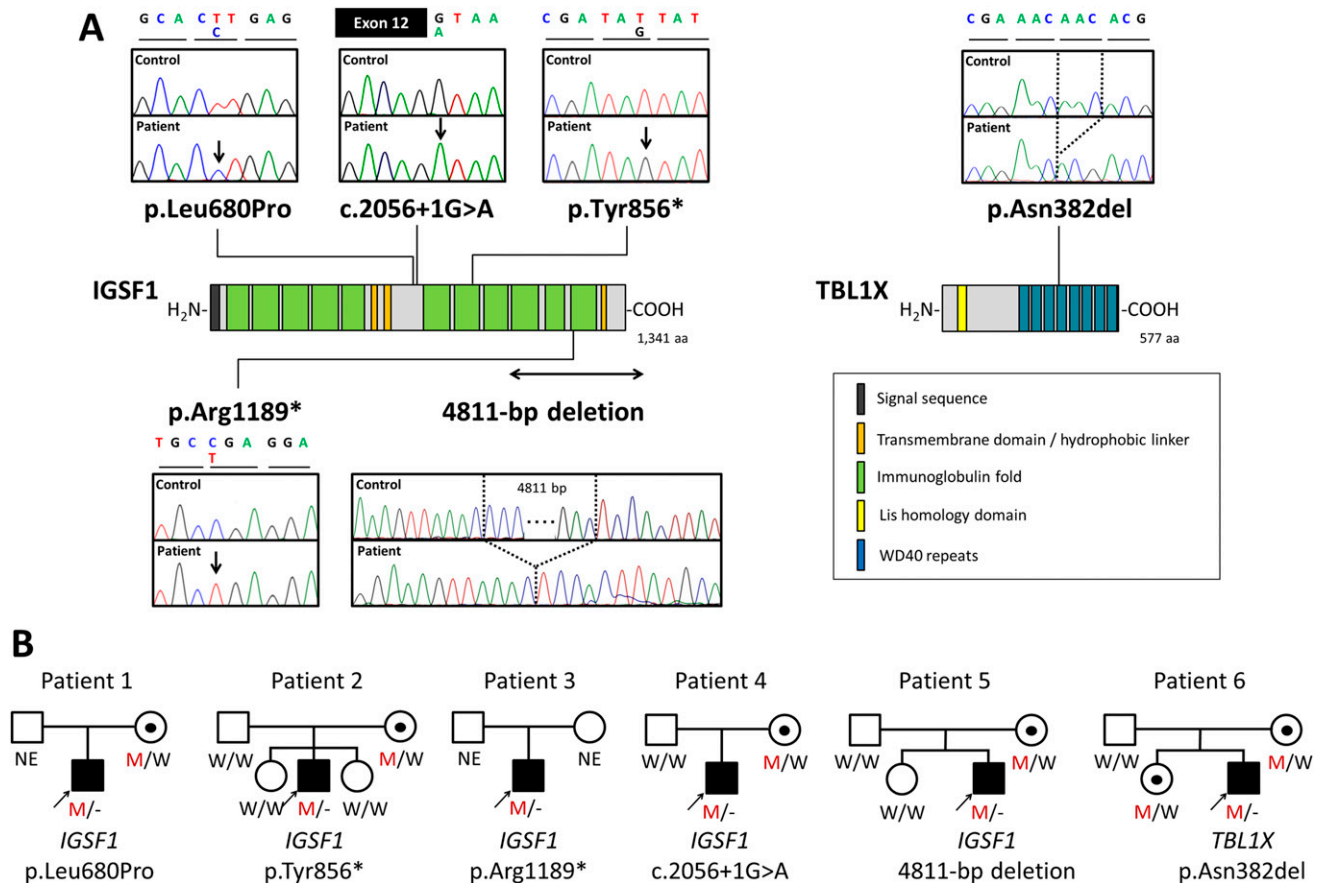 A
G C A C T T G A G
C
Exon 12 G T A A
A
C G A T A T T A T
G
C G A A A C A A C A C G
Control
Patient
Control
Patient
Control
Patient
Control
Patient
p.Leu680Pro
c.2056+1G>A
p.Tyr856*
p.Asn382del
IGSF1
H2N-
-COOH
1,341 aa
TBL1X
H2N-
-COOH
577 aa
p.Arg1189*
4811-bp deletion
T G C C G A G G A
T
Control
Patient
Control
4811 bp
Patient
Signal sequence
Transmembrane domain / hydrophobic linker
Immunoglobulin fold
Lis homology domain
WD40 repeats
B
Patient 1
NE
M/W
M/-
IGSF1
p.Leu680Pro
Patient 2
W/W
M/W
W/W
M/-
W/W
IGSF1
p.Tyr856*
Patient 3
NE
NE
M/-
IGSF1
p.Arg1189*
Patient 4
W/W
M/W
M/-
IGSF1
c.2056+1G>A
Patient 5
W/W
M/W
W/W
M/-
IGSF1
4811-bp deletion
Patient 6
W/W
M/W
M/W
M/-
TBL1X
p.Asn382del